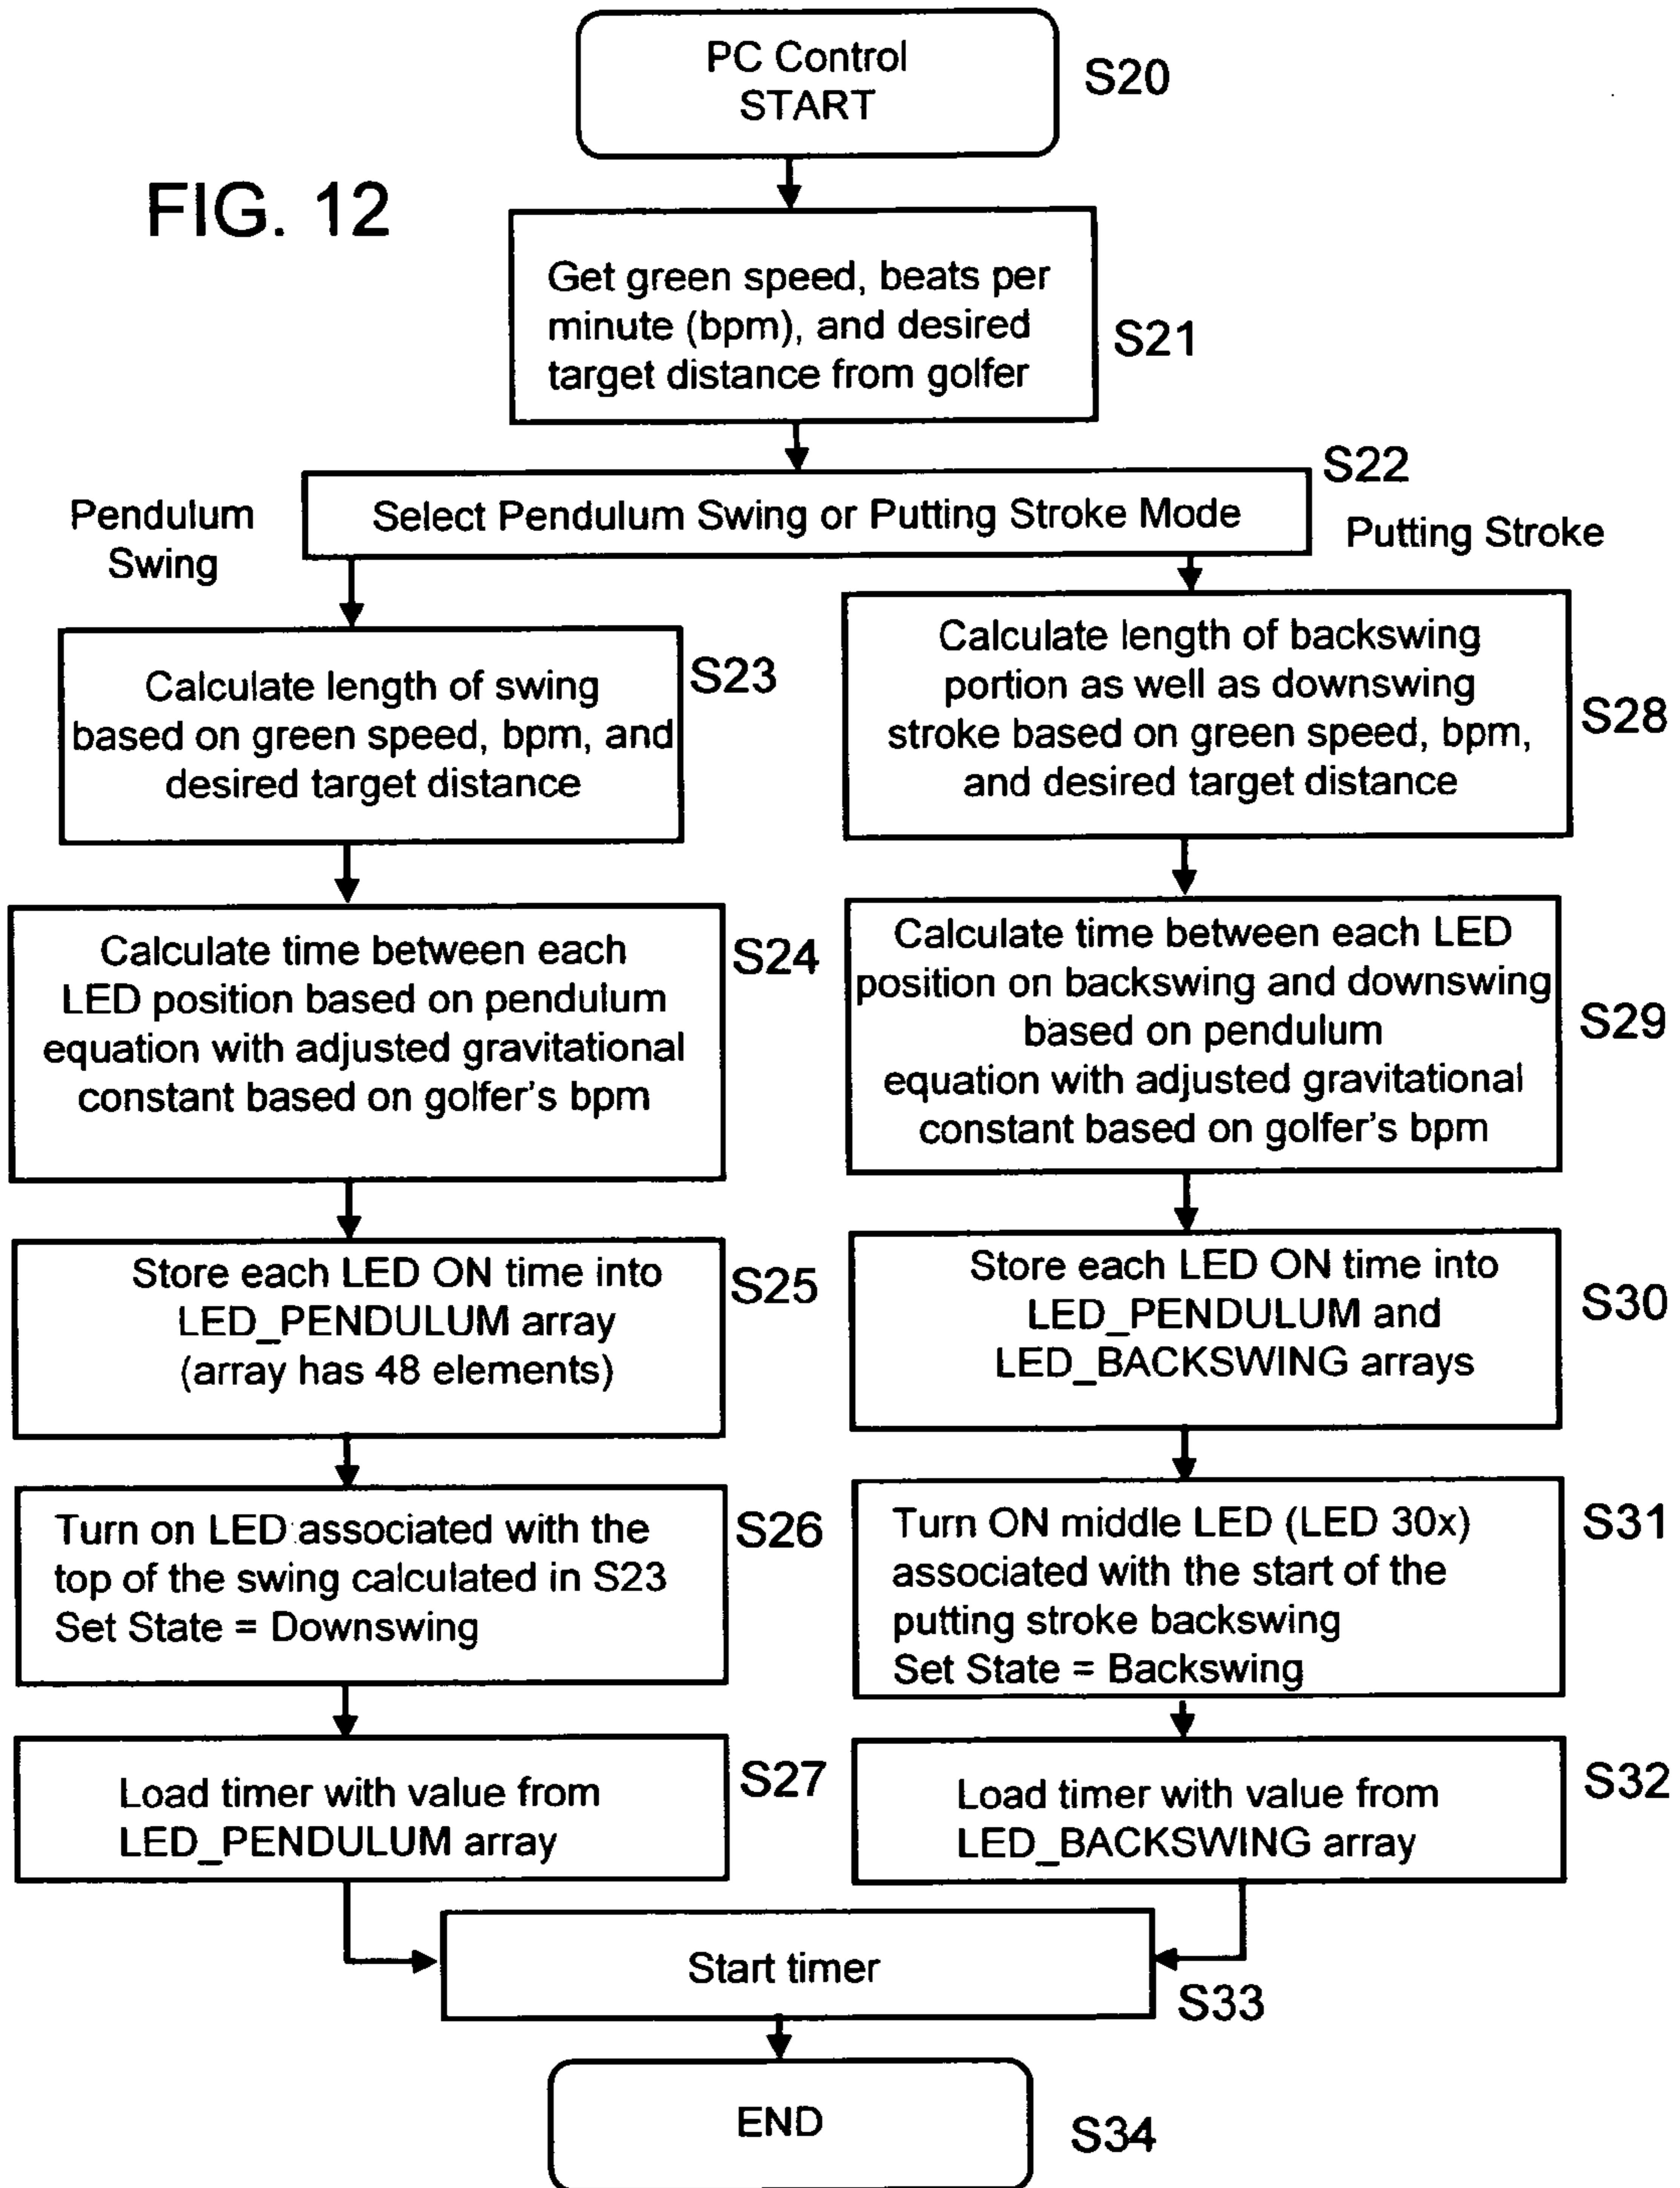 PC Control
START
S20
FIG. 12
Get green speed, beats per
minute (bpm), and desired
target distance from golfer
S21
S22
Select Pendulum Swing or Putting Stroke Mode
Pendulum
Swing
Putting Stroke
Calculate length of swing
based on green speed, bpm, and
desired target distance
S23
Calculate length of backswing
portion as well as downswing
stroke based on green speed, bpm,
and desired target distance
S28
Calculate time between each
LED position based on pendulum
equation with adjusted gravitational
constant based on golfer's bpm
S24
Calculate time between each LED
position on backswing and downswing
based on pendulum
equation with adjusted gravitational
constant based on golfer's bpm
S29
Store each LED ON time into
LED_PENDULUM array
(array has 48 elements)
S25
Store each LED ON time into
LED_PENDULUM and
LED_BACKSWING arrays
S30
Turn on LED associated with the
top of the swing calculated in S23
Set State = Downswing
S26
Turn ON middle LED (LED 30x)
associated with the start of the
putting stroke backswing
Set State = Backswing
S31
Load timer with value from
LED_PENDULUM array
S27
Load timer with value from
LED_BACKSWING array
S32
Start timer
S33
END
S34